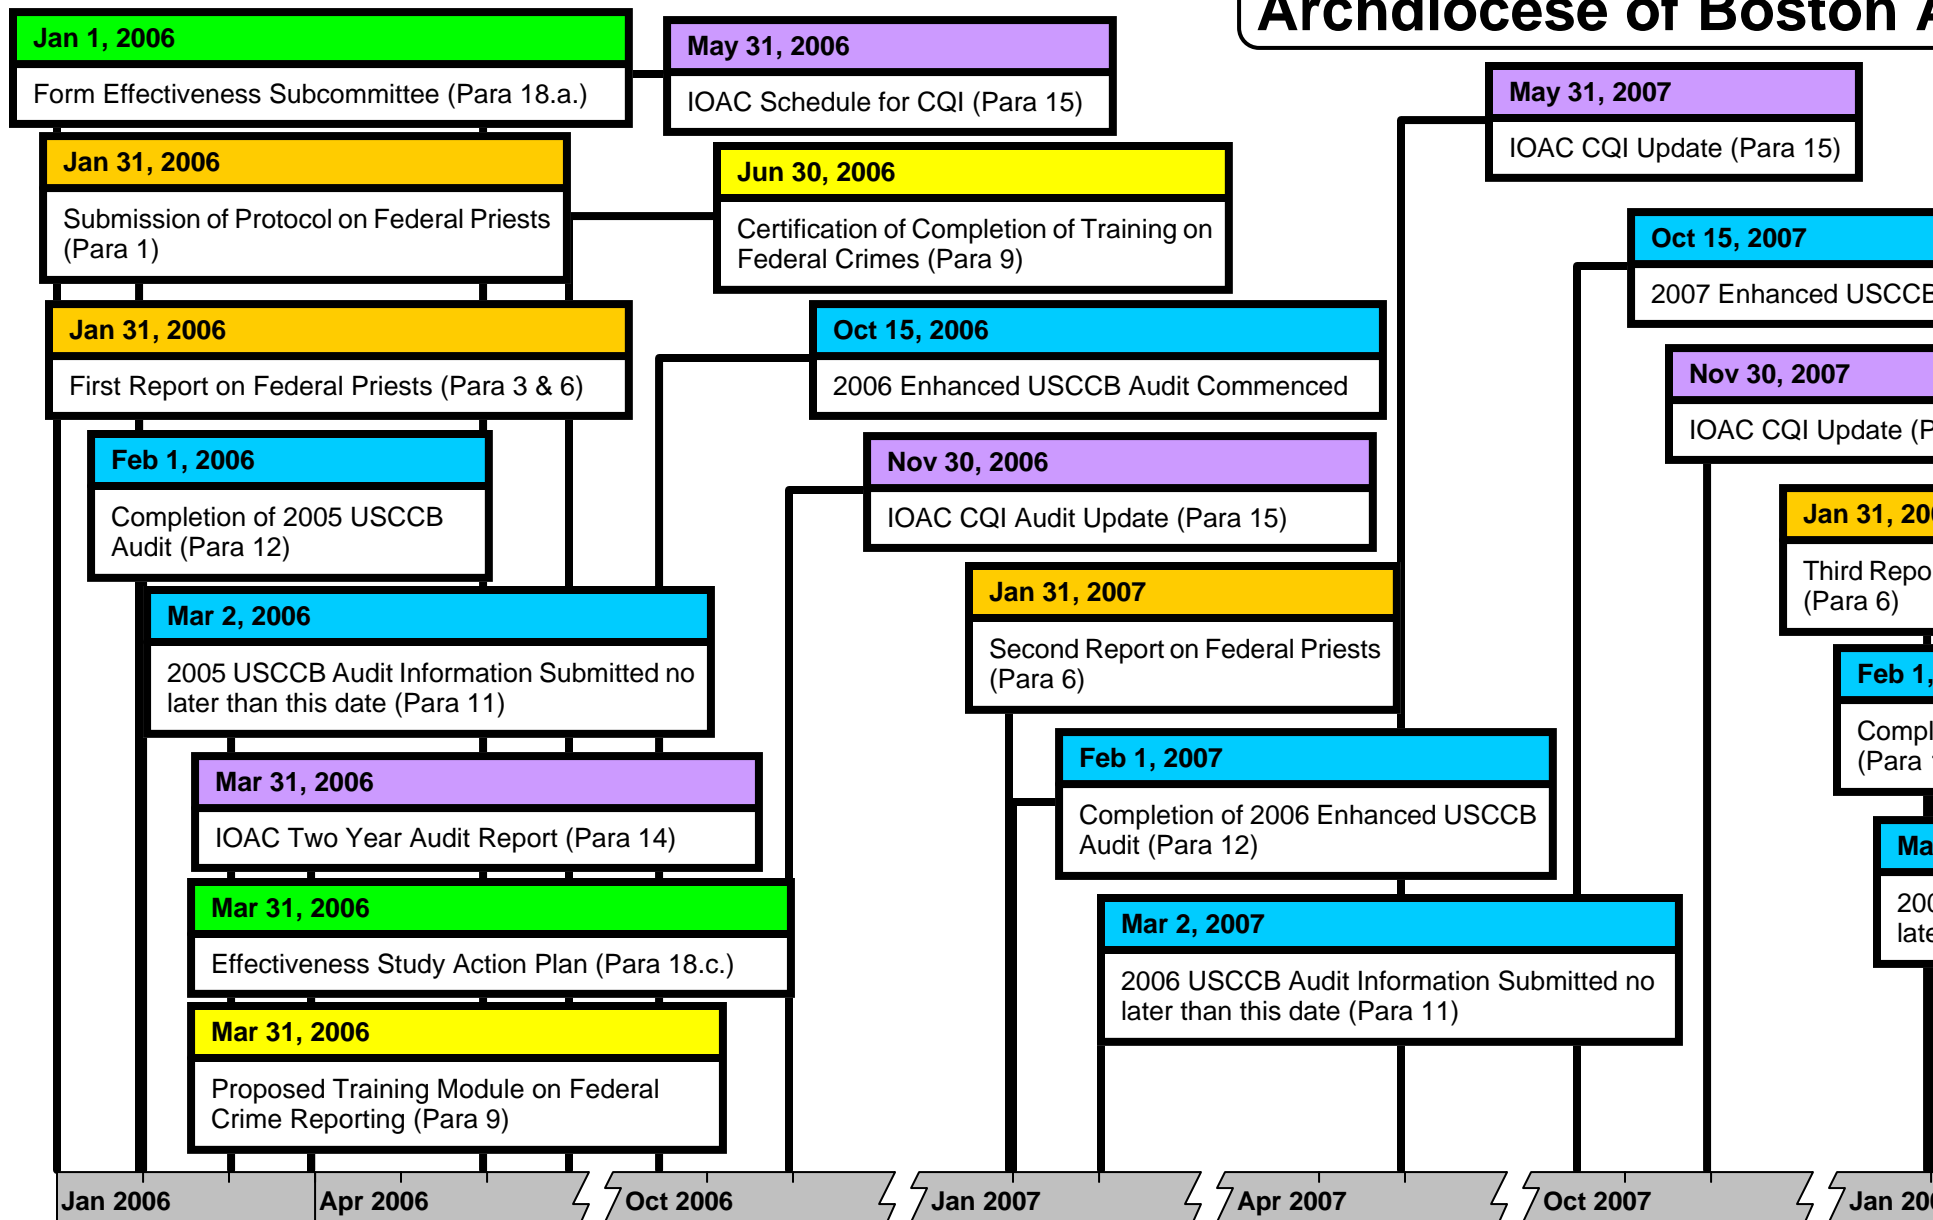 Archdiocese of Boston
Jan 1, 2006
Form Effectiveness Subcommittee (Para 18.a.)
May 31, 2006
IOAC Schedule for CQI (Para 15)
May 31, 2007
IOAC CQI Update (Para 15)
Jan 31, 2006
Submission of Protocol on Federal Priests
(Para 1)
Jun 30, 2006
Certification of Completion of Training on
Federal Crimes (Para 9)
Oct 15, 2007
2007 Enhanced USCCB
Jan 31, 2006
First Report on Federal Priests (Para 3 & 6)
Oct 15, 2006
2006 Enhanced USCCB Audit Commenced
Nov 30, 2007
IOAC CQI Update
Feb 1, 2006
Completion of 2005 USCCB
Audit (Para 12)
Nov 30, 2006
IOAC CQI Audit Update (Para 15)
Jan 31,
Third
(Para 6)
Mar 2, 2006
2005 USCCB Audit Information Submitted no
later than this date (Para 11)
Jan 31, 2007
Second Report on Federal Priests
(Para 6)
Feb 1,
(Para
Mar 31, 2006
IOAC Two Year Audit Report (Para 14)
Feb 1, 2007
Completion of 2006 Enhanced USCCB
Audit (Para 12)
Mar 31, 2006
Effectiveness Study Action Plan (Para 18.c.)
Mar 2, 2007
2006 USCCB Audit Information Submitted no
later than this date (Para 11)
Mar 31, 2006
Proposed Training Module on Federal
Crime Reporting (Para 9)
Jan 2006
Apr 2006
Oct 2006
Jan 2007
Apr 2007
Oct 2007
Jan